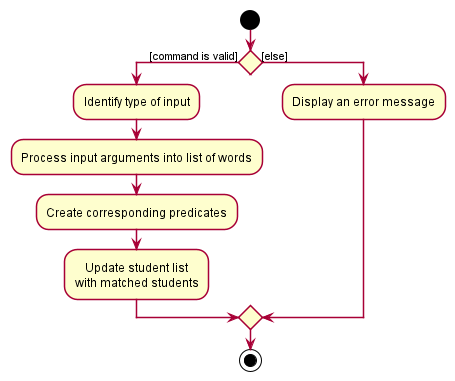 [command is valid]
[else]
Identify type of input
Display an error message
Process input arguments into list of words
Create corresponding predicates
Update student list
with matched students